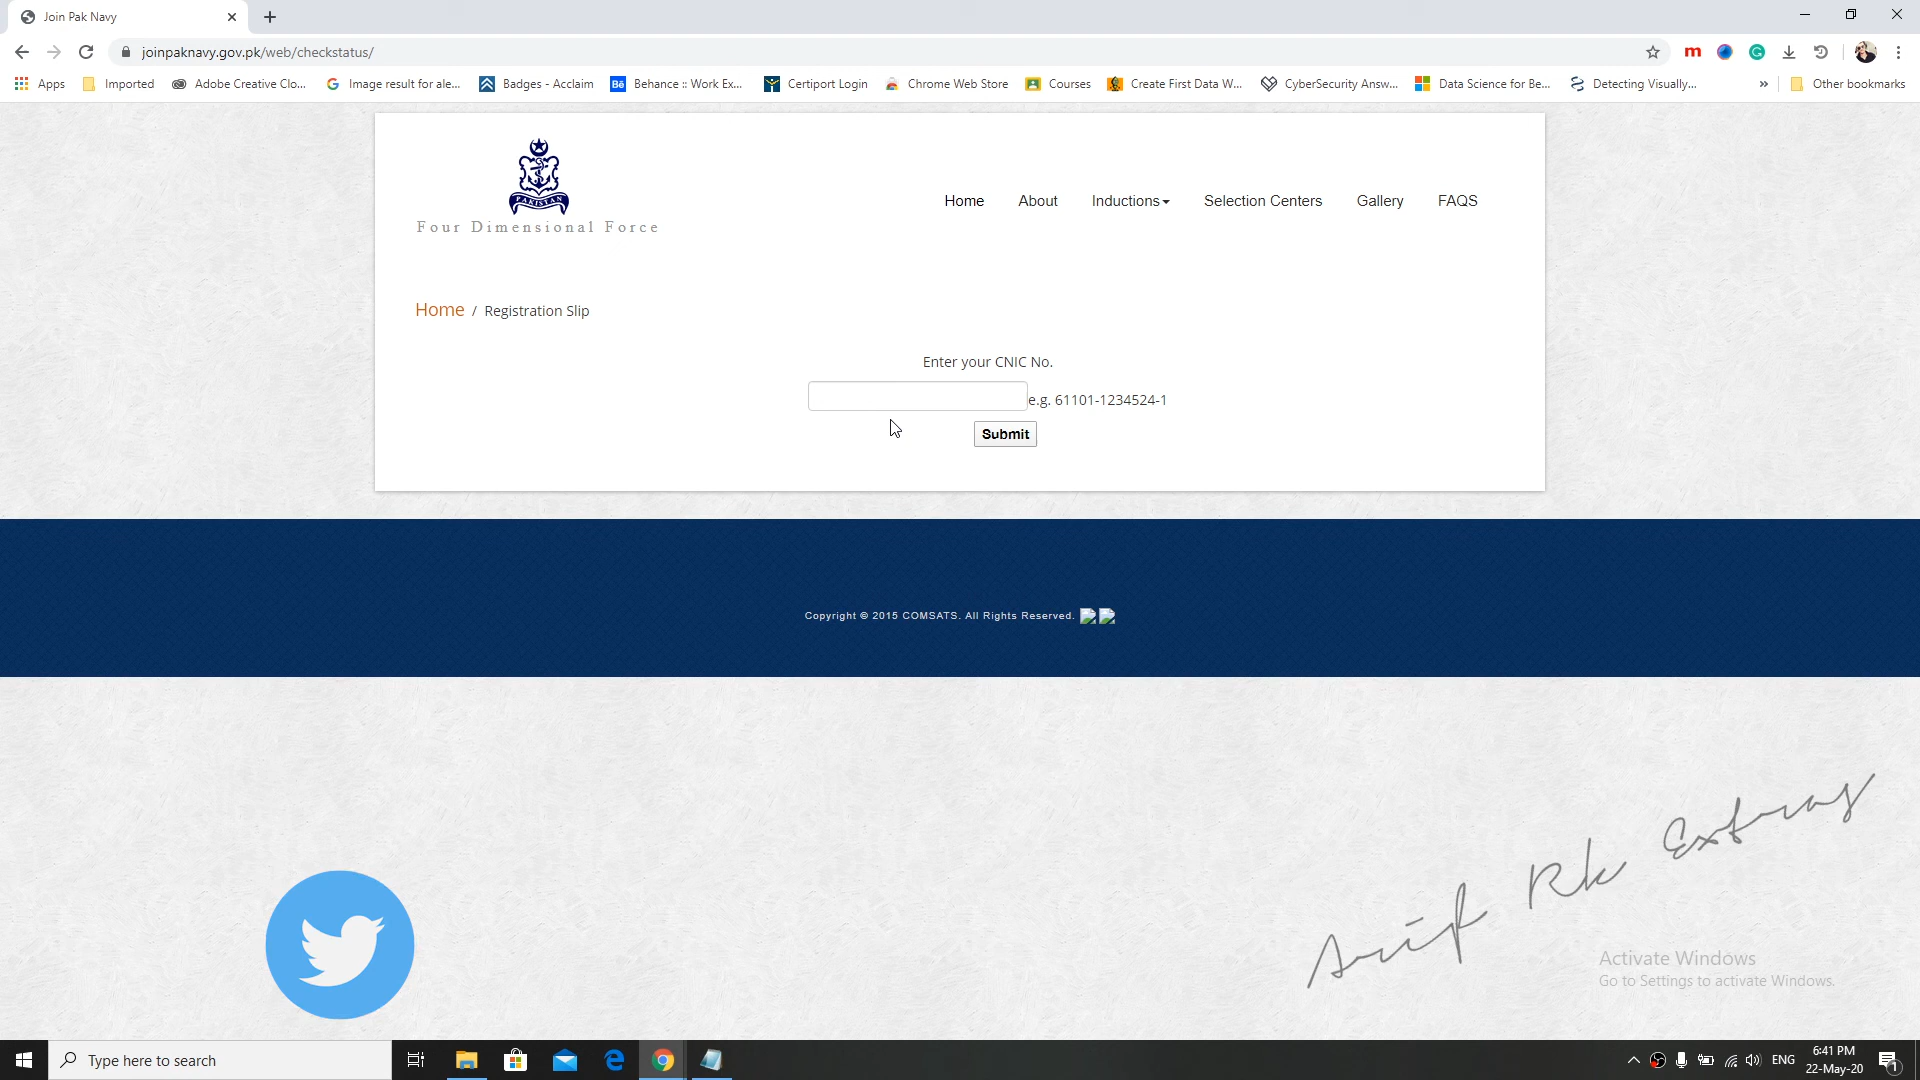 Join Pak Navy
joinpaknavy.gov.pk/web/checkstatus/
Apps Imported Adobe Creative Clo... Image result for ale... Badges - Acclaim Behance :: Work Ex... Certiport Login Chrome Web Store Courses Create First Data W... CyberSecurity Answ... Data Science for Be... Detecting Visually... » Other bookmarks
PAKISTAN
Four Dimensional Force
Home About Inductions Selection Centers Gallery FAQS
Home / Registration Slip
Enter your CNIC No.
e.g. 61101-1234524-1
Submit
Copyright © 2015 COMSATS. All Rights Reserved.
Arif Rk Extras
Activate Windows
Go to Settings to activate Windows.
Type here to search
ENG
6:41 PM
22-May-20
1